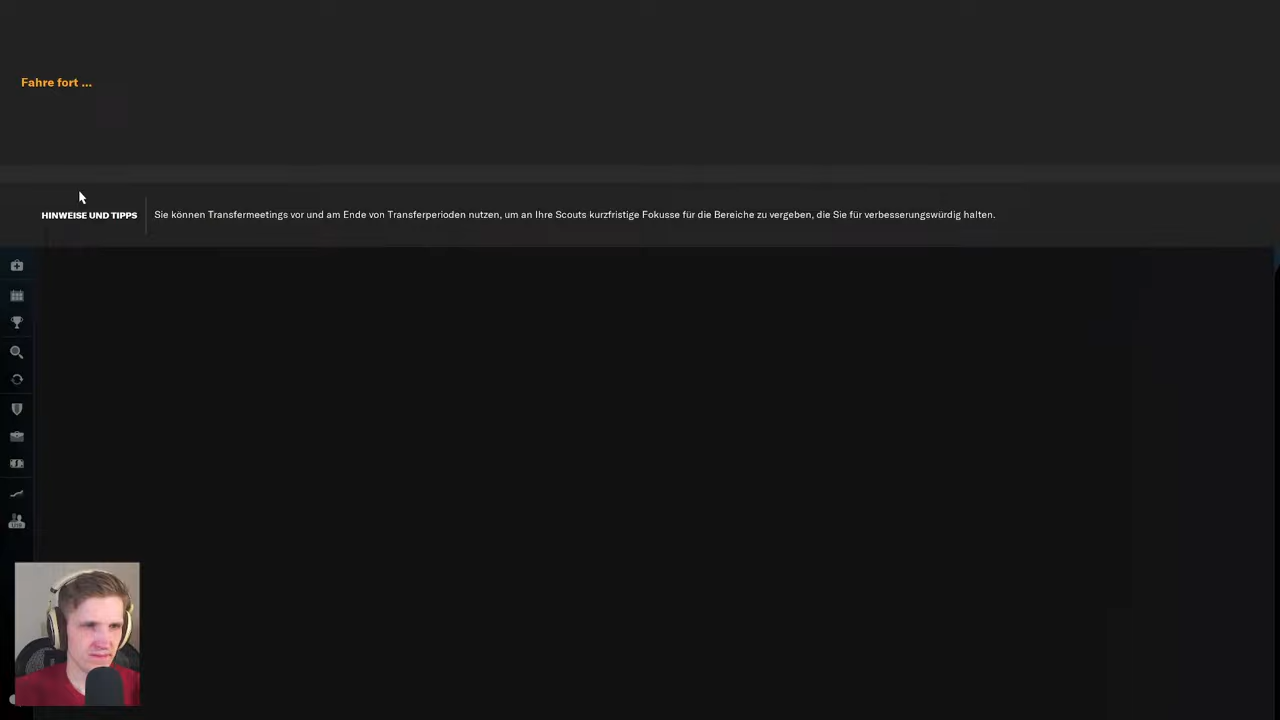 Fahre fort ...
HINWEISE UND TIPPS
Sie können Transfermeetings vor und am Ende von Transferperioden nutzen, um an Ihre Scouts kurzfristige Fokusse für die Bereiche zu vergeben, die Sie für verbesserungswürdig halten.